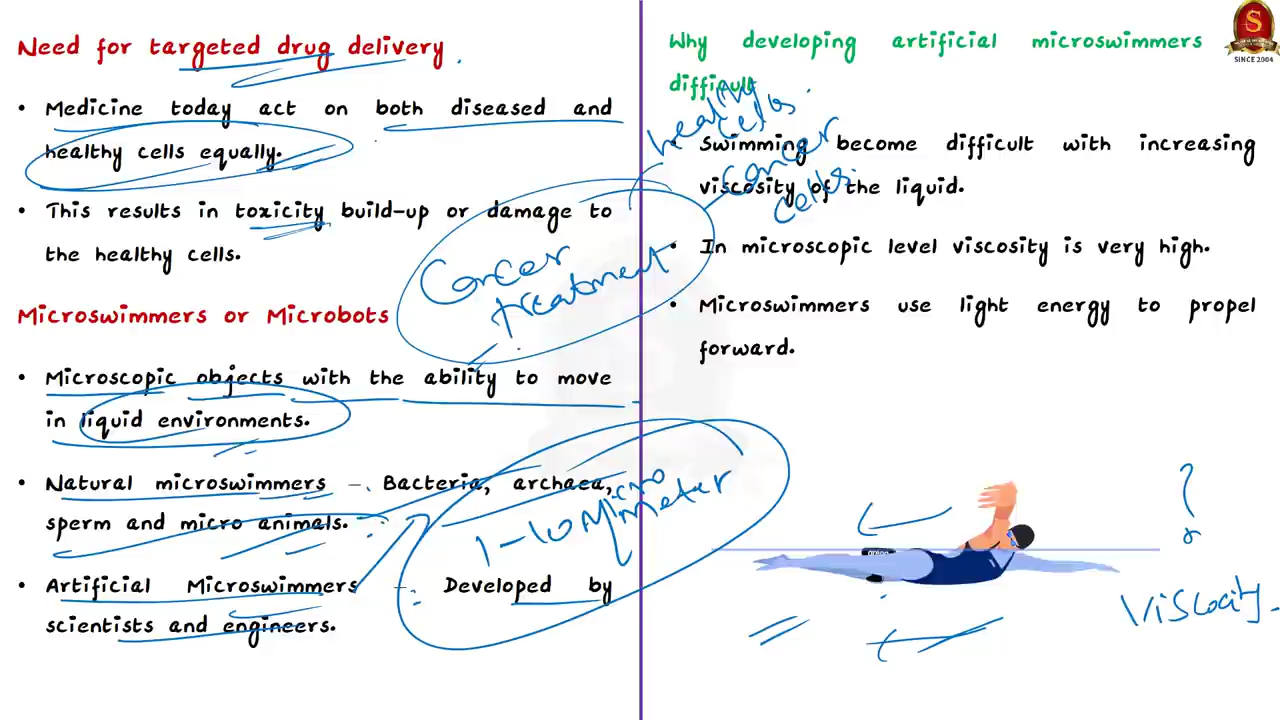 Need for targeted drug delivery
• Medicine today act on both diseased and
healthy cells equally.
• This results in toxicity build-up or damage to
the healthy cells.
Microswimmers or Microbots
• Microscopic objects with the ability to move
in liquid environments.
• Natural microswimmers – Bacteria, archaea,
sperm and micro animals.
• Artificial Microswimmers – Developed by
scientists and engineers.
Cancer
treatment
1-10 micro
meter
Why developing artificial microswimmers
difficult
healthy
cells
cancer
cells
• Swimming become difficult with increasing
viscosity of the liquid.
• In microscopic level viscosity is very high.
• Microswimmers use light energy to propel
forward.
?
Viscocity
S
SINCE 2004